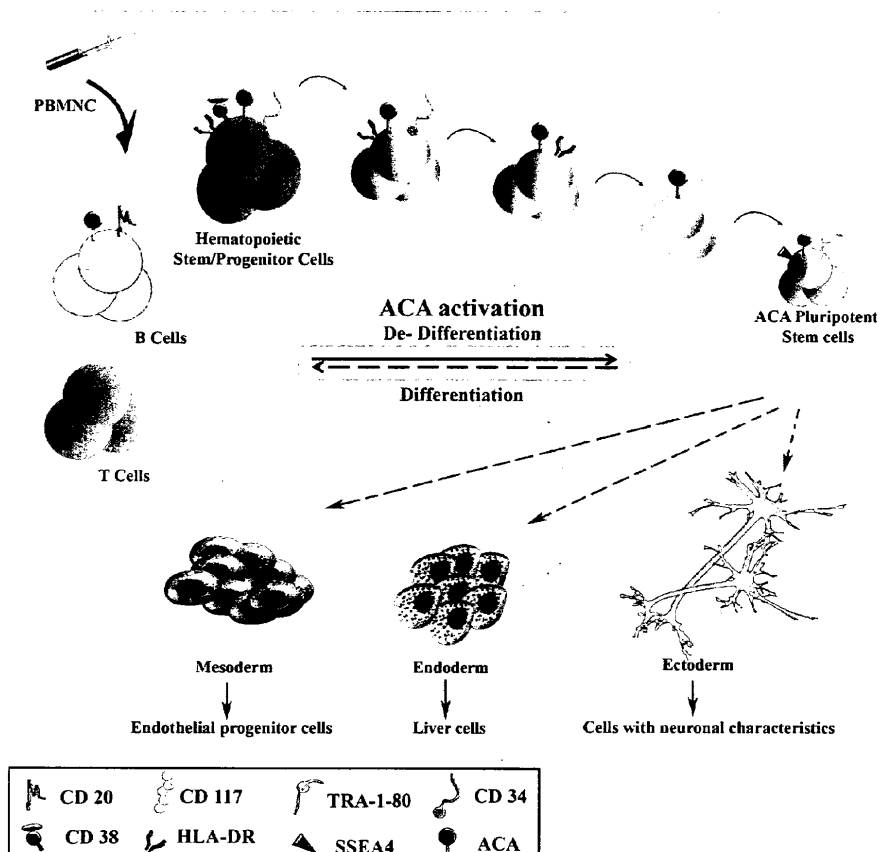 PBMNC
Hematopoietic
Stem/Progenitor Cells
B Cells
T Cells
ACA activation
De- Differentiation
Differentiation
ACA Pluripotent
Stem cells
Mesoderm
Endoderm
Ectoderm
Endothelial progenitor cells
Liver cells
Cells with neuronal characteristics
CD 20
CD 117
TRA-1-80
CD 34
CD 38
HLA-DR
SSEA4
ACA